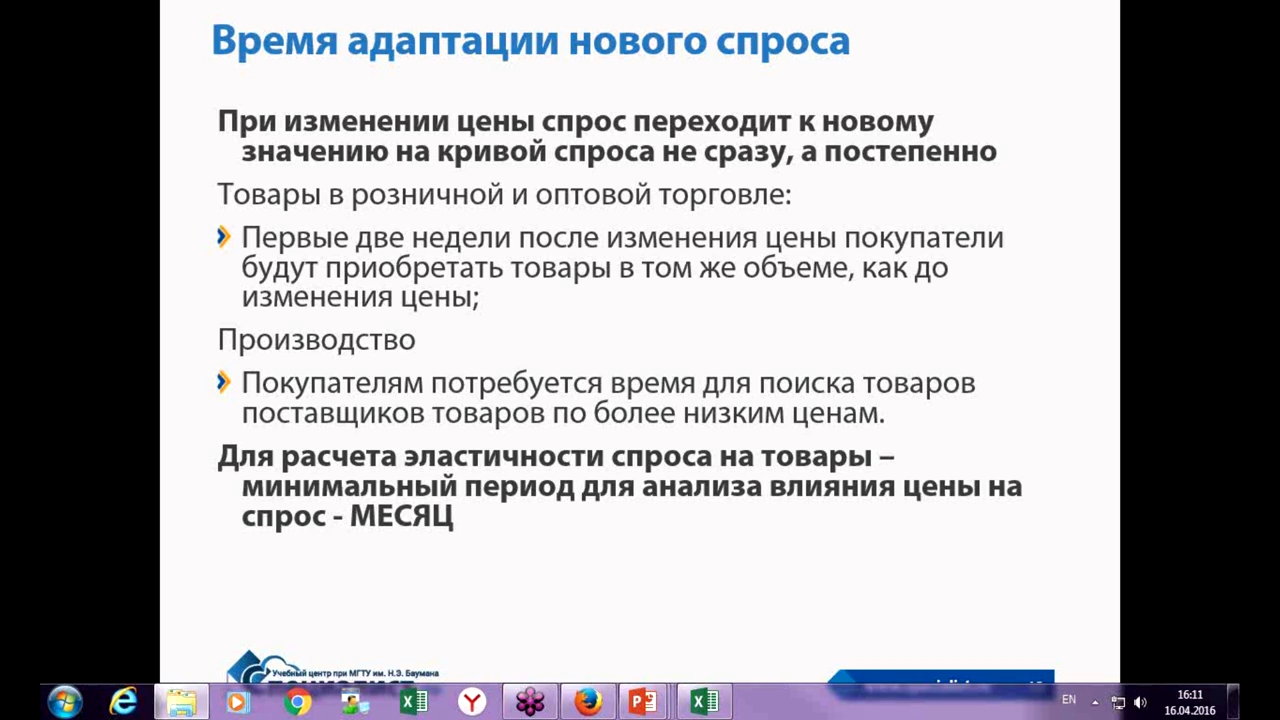 Время адаптации нового спроса
При изменении цены спрос переходит к новому
значению на кривой спроса не сразу, а постепенно
Товары в розничной и оптовой торговле:
Первые две недели после изменения цены покупатели
будут приобретать товары в том же объеме, как до
изменения цены;
Производство
Покупателям потребуется время для поиска товаров
поставщиков товаров по более низким ценам.
Для расчета эластичности спроса на товары –
минимальный период для анализа влияния цены на
спрос - МЕСЯЦ
Учебный центр при МГТУ им. Н.Э. Баумана
EN
16:11
16.04.2016